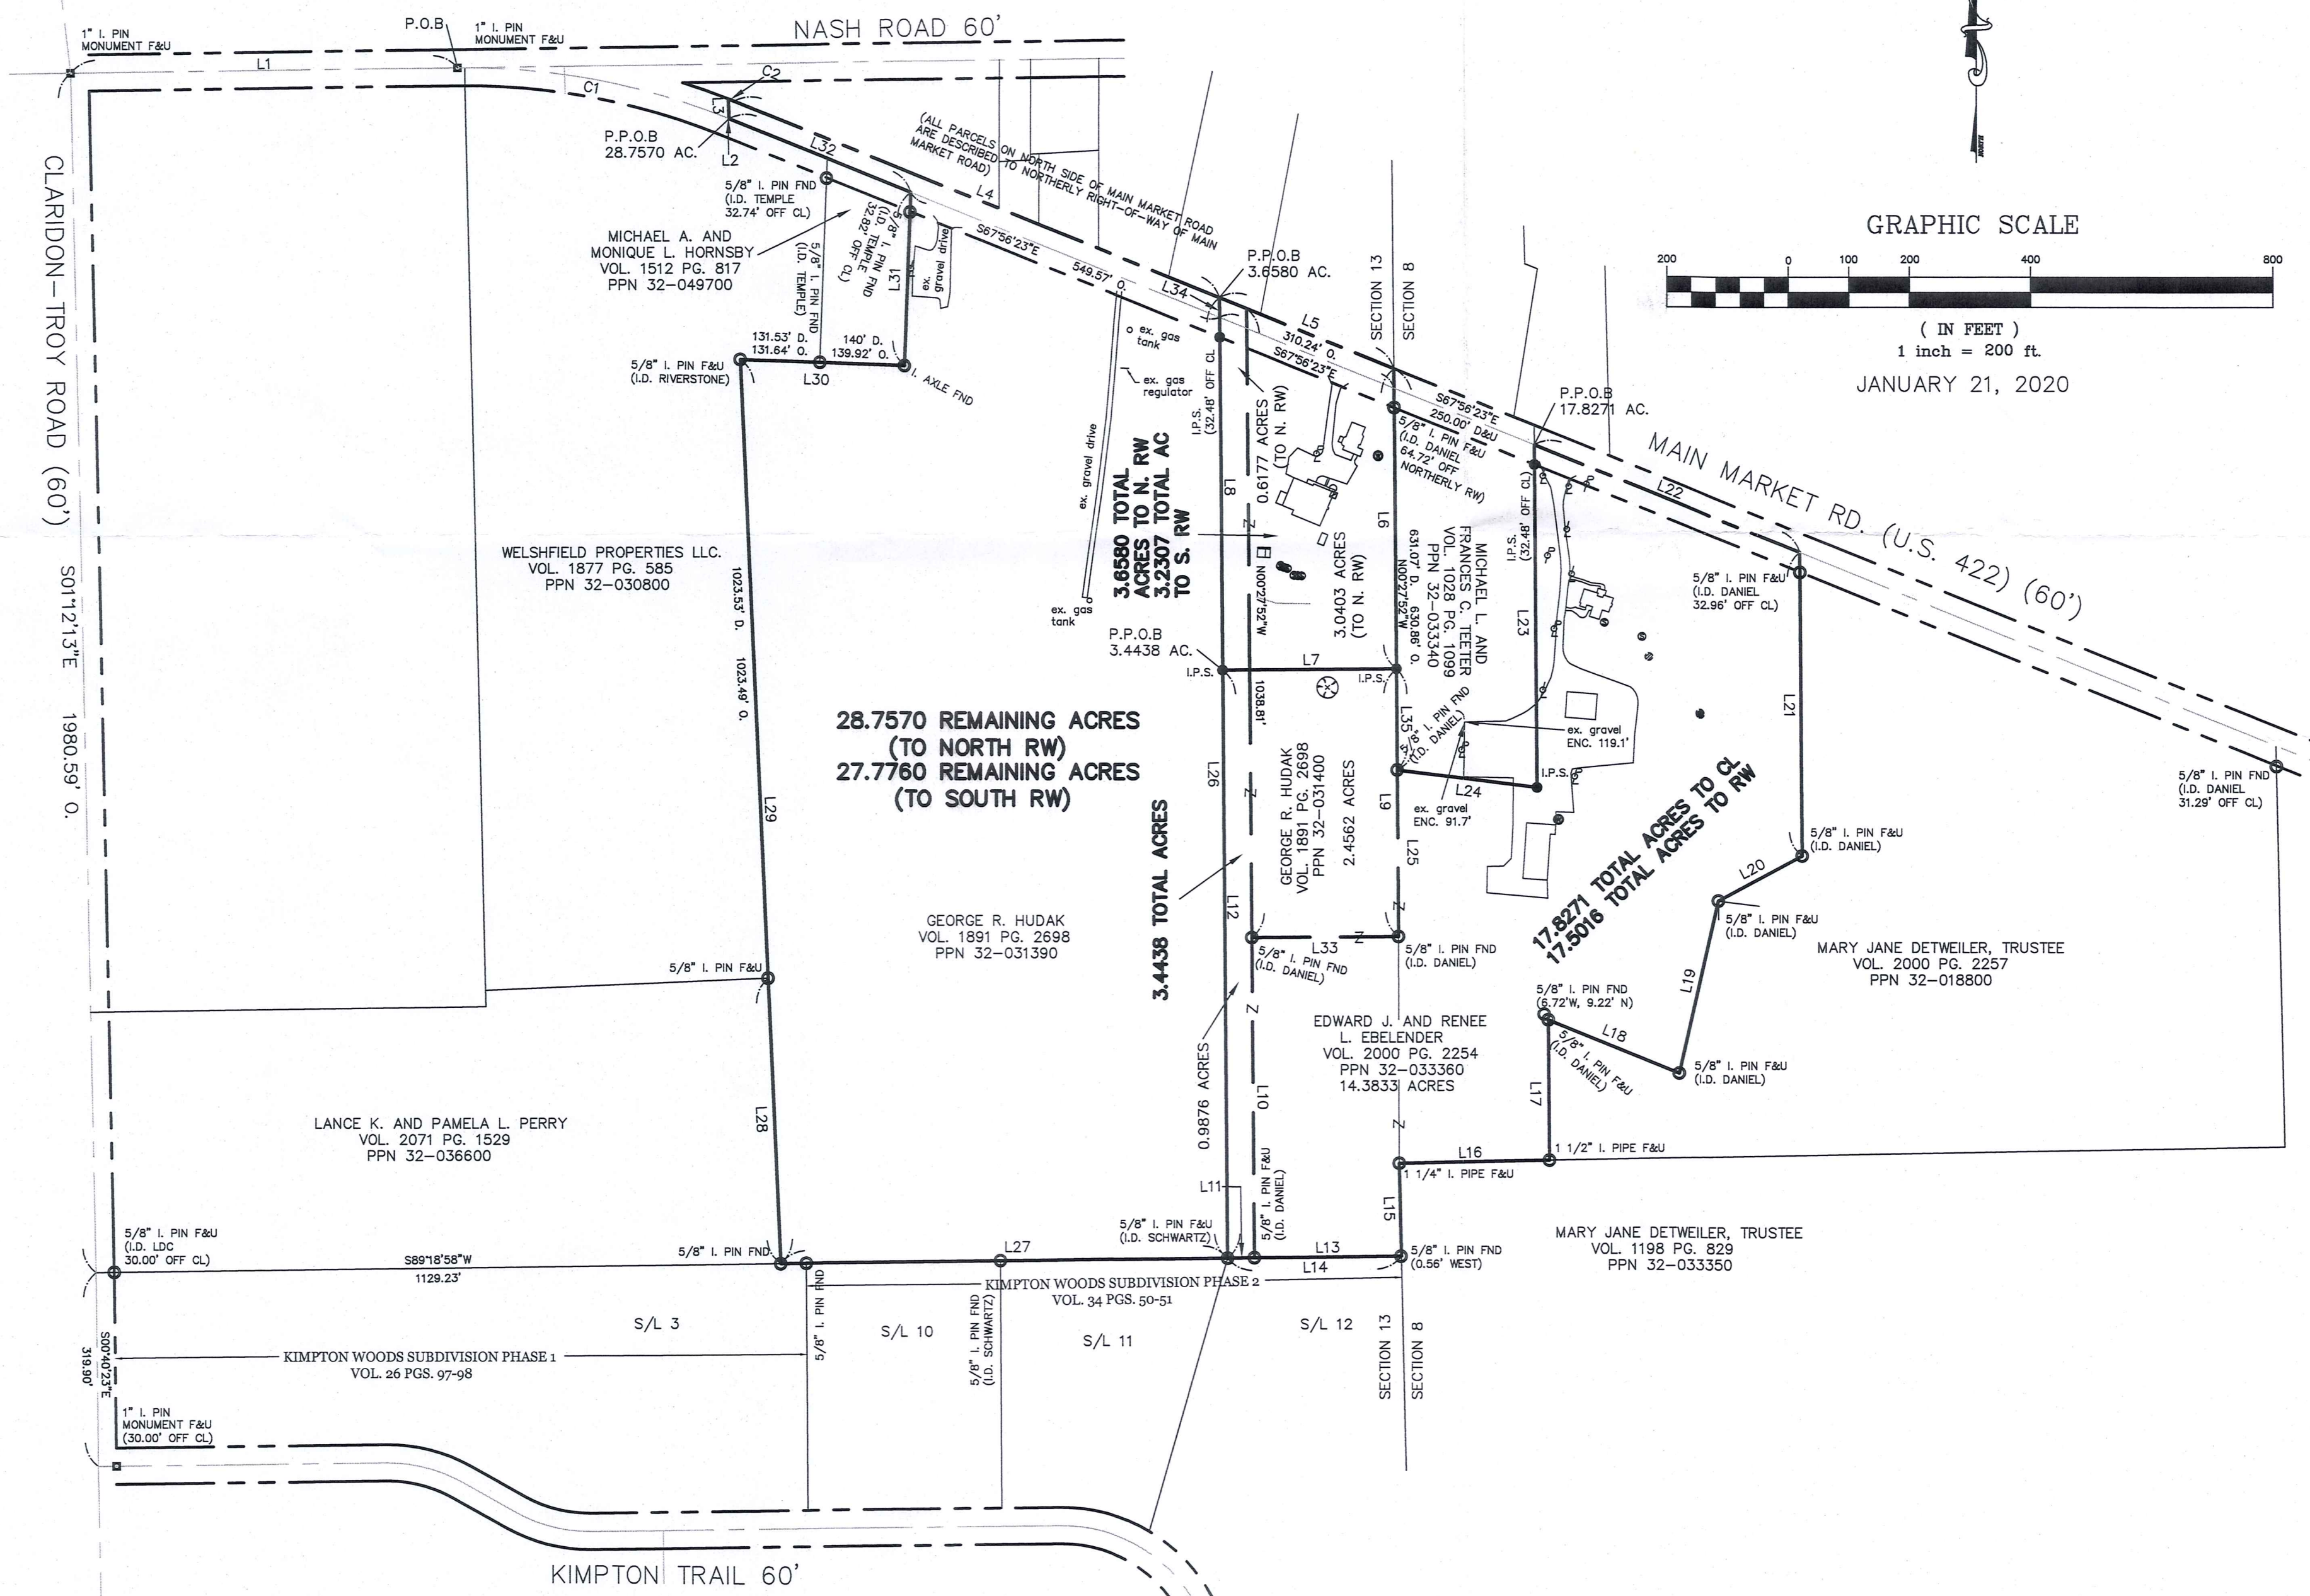 NASH ROAD 60'
P.O.B
1" I. PIN
MONUMENT F&U
1" I. PIN
MONUMENT F&U
L1
C1
C2
L3
P.P.O.B
28.7570 AC.
L2
L32
L4
(ALL PARCELS ON NORTH SIDE OF MAIN MARKET ROAD
ARE DESCRIBED TO NORTHERLY RIGHT-OF-WAY OF MAIN
MARKET ROAD)
5/8" I. PIN FND
(I.D. TEMPLE
32.74' OFF CL)
5/8" I. PIN FND
(I.D. TEMPLE
32.82' OFF CL)
MICHAEL A. AND
MONIQUE L. HORNSBY
VOL. 1512 PG. 817
PPN 32-049700
5/8" I. PIN FND
(I.D. TEMPLE)
L31
ex.
gravel drive
S67°56'23"E
549.57' O.
131.53' D.
131.64' O.
140' D.
139.92' O.
L30
5/8" I. PIN F&U
(I.D. RIVERSTONE)
I. AXLE FND
ex. gas
tank
ex. gas
regulator
ex. gravel drive
ex. gas
tank
P.P.O.B
3.6580 AC.
L34
L5
310.24' O.
S67°56'23"E
SECTION 13
SECTION 8
GRAPHIC SCALE
200
0
100
200
400
800
( IN FEET )
1 inch = 200 ft.
JANUARY 21, 2020
CLARIDON-TROY ROAD (60')
S01°12'13"E
1980.59' O.
WELSHFIELD PROPERTIES LLC.
VOL. 1877 PG. 585
PPN 32-030800
1023.53' D.
1023.49' O.
L29
3.6580 TOTAL
ACRES TO N. RW
3.2307 TOTAL AC
TO S. RW
I.P.S.
(32.48' OFF CL
L8
0.6177 ACRES
(TO N. RW)
N00°27'52"W
1038.81'
3.0403 ACRES
(TO N. RW)
L6
631.07' D.
630.86' O.
N00°27'52"W
5/8" I. PIN F&U
(I.D. DANIEL
64.72' OFF
NORTHERLY RW)
S67°56'23"E
250.00' D&U
P.P.O.B
17.8271 AC.
MAIN MARKET RD. (U.S. 422) (60')
L22
MICHAEL L. AND
FRANCES C. TEETER
VOL. 1028 PG. 1099
PPN 32-033340
I.P.S.
(32.48' OFF CL)
L23
5/8" I. PIN F&U
(I.D. DANIEL
32.96' OFF CL)
L21
5/8" I. PIN FND
(I.D. DANIEL
31.29' OFF CL)
P.P.O.B
3.4438 AC.
I.P.S.
L7
I.P.S.
L35
5/8" I. PIN FND
(I.D. DANIEL)
L24
I.P.S.
ex. gravel
ENC. 119.1'
ex. gravel
ENC. 91.7'
28.7570 REMAINING ACRES
(TO NORTH RW)
27.7760 REMAINING ACRES
(TO SOUTH RW)
L26
3.4438 TOTAL ACRES
GEORGE R. HUDAK
VOL. 1891 PG. 2698
PPN 32-031400
2.4562 ACRES
L9
L25
17.8271 TOTAL ACRES TO CL
17.5016 TOTAL ACRES TO RW
5/8" I. PIN F&U
(I.D. DANIEL)
L20
5/8" I. PIN F&U
(I.D. DANIEL)
L19
GEORGE R. HUDAK
VOL. 1891 PG. 2698
PPN 32-031390
L12
L33
5/8" I. PIN FND
(I.D. DANIEL)
5/8" I. PIN FND
(I.D. DANIEL)
MARY JANE DETWEILER, TRUSTEE
VOL. 2000 PG. 2257
PPN 32-018800
5/8" I. PIN F&U
5/8" I. PIN FND
(6.72'W, 9.22' N)
L18
5/8" I. PIN F&U
(I.D. DANIEL)
5/8" I. PIN F&U
(I.D. DANIEL)
EDWARD J. AND RENEE
L. EBELENDER
VOL. 2000 PG. 2254
PPN 32-033360
14.3833 ACRES
0.9876 ACRES
L10
L17
LANCE K. AND PAMELA L. PERRY
VOL. 2071 PG. 1529
PPN 32-036600
L28
L16
1 1/2" I. PIPE F&U
1 1/4" I. PIPE F&U
L11
5/8" I. PIN F&U
(I.D. DANIEL)
L15
5/8" I. PIN F&U
(I.D. LDC
30.00' OFF CL)
S89°18'58"W
1129.23'
5/8" I. PIN FND
L27
5/8" I. PIN F&U
(I.D. SCHWARTZ)
L13
L14
5/8" I. PIN FND
(0.56' WEST)
MARY JANE DETWEILER, TRUSTEE
VOL. 1198 PG. 829
PPN 32-033350
KIMPTON WOODS SUBDIVISION PHASE 2
VOL. 34 PGS. 50-51
5/8" I. PIN FND
5/8" I. PIN FND
(I.D. SCHWARTZ)
S/L 3
S/L 10
S/L 11
S/L 12
SECTION 13
SECTION 8
S00°40'23"E
319.90'
KIMPTON WOODS SUBDIVISION PHASE 1
VOL. 26 PGS. 97-98
1" I. PIN
MONUMENT F&U
(30.00' OFF CL)
KIMPTON TRAIL 60'